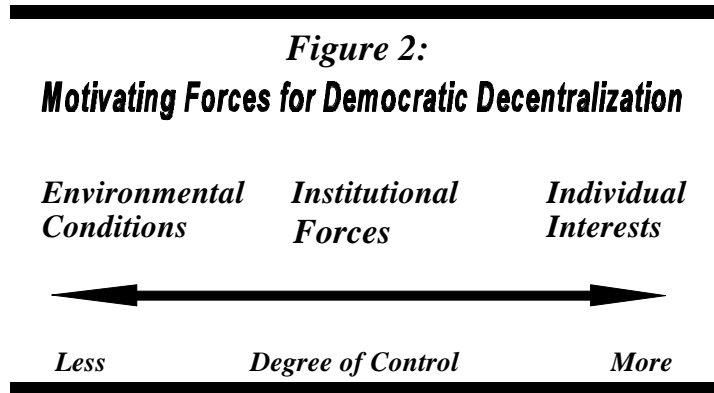 Figure 2:
Motivating Forces for Democratic Decentralization
Environmental Institutional Individual
Conditions Forces Interests
Less Degree of Control More